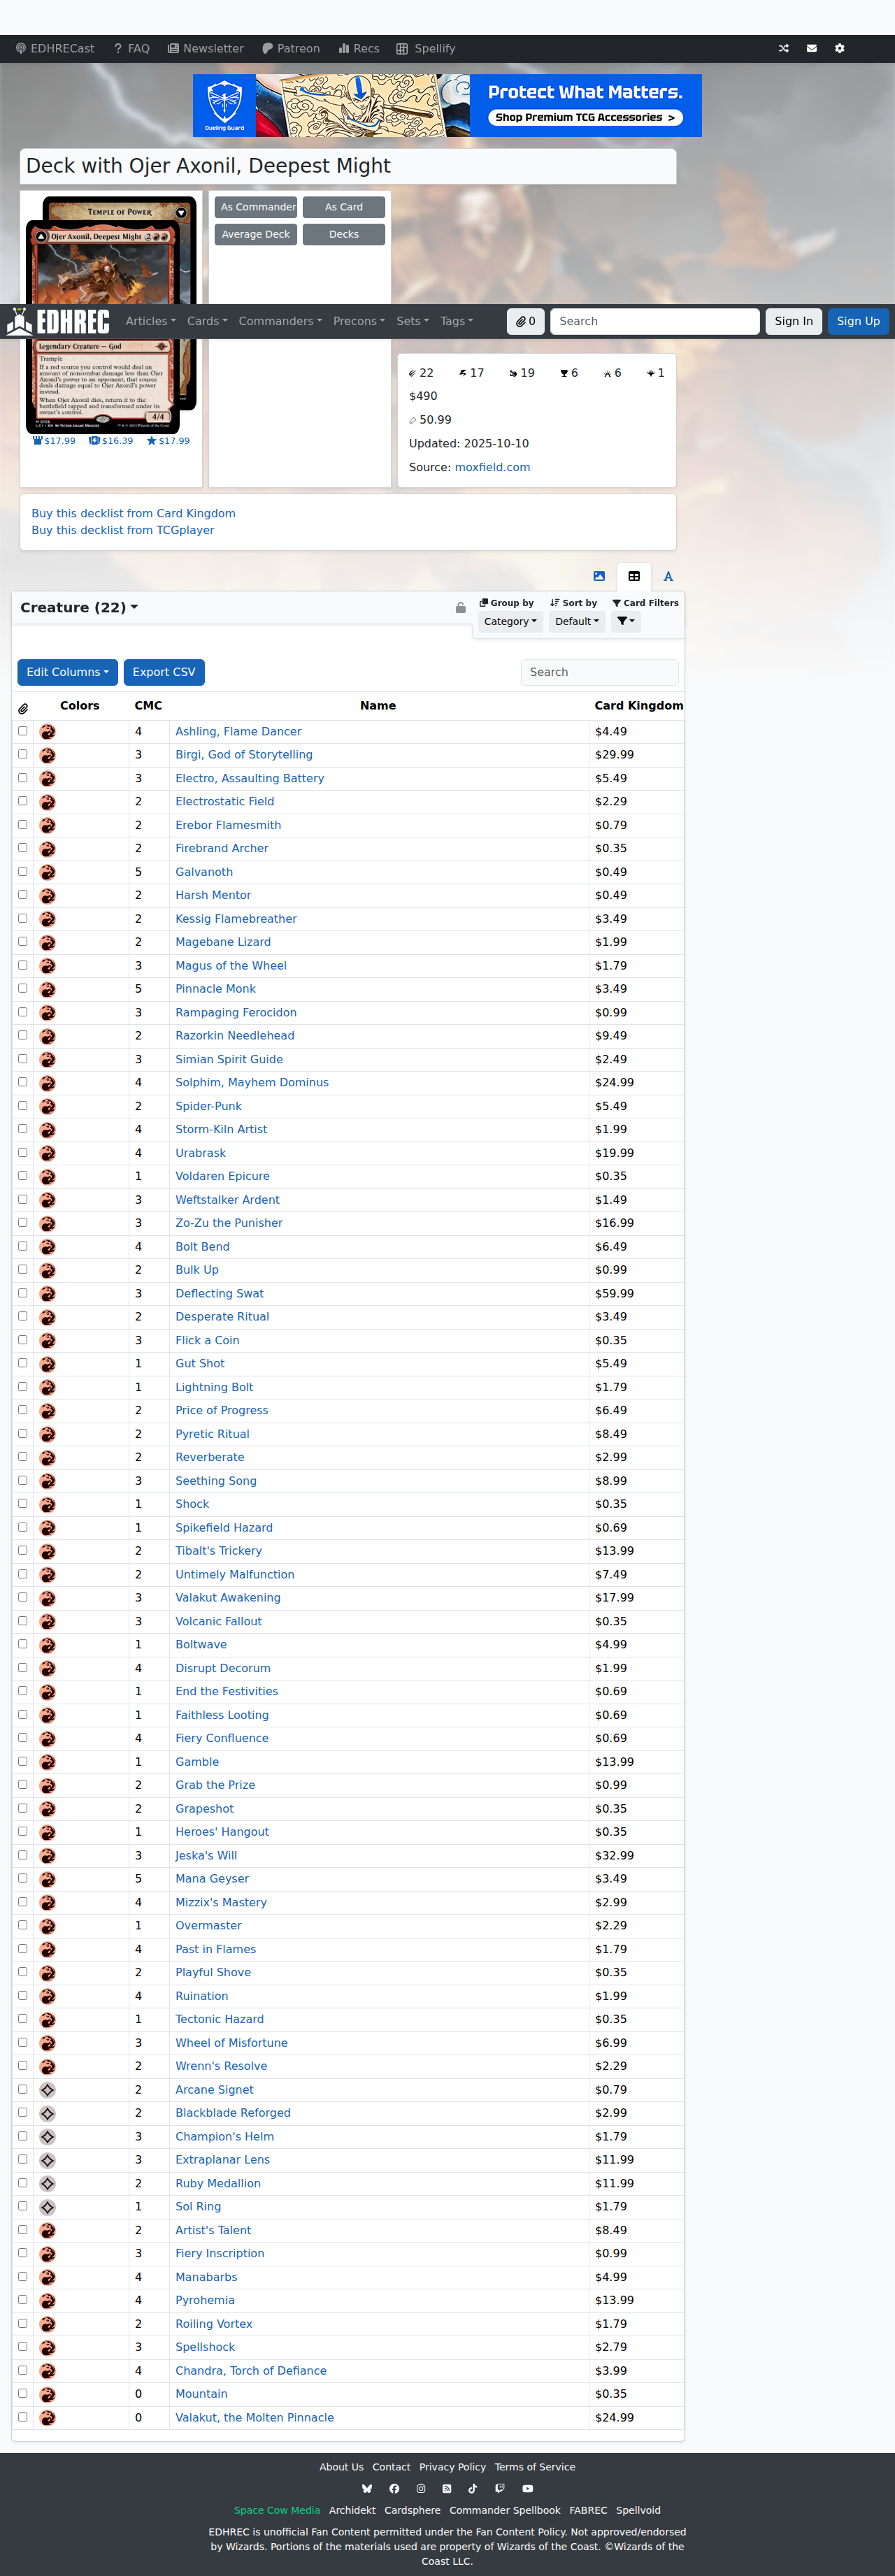 EDHRECast FAQ Newsletter Patreon Recs Spellify
Dueling Guard
Protect What Matters.
Shop Premium TCG Accessories >
Deck with Ojer Axonil, Deepest Might
Temple of Power
Ojer Axonil, Deepest Might
As Commander As Card
Average Deck Decks
EDHREC Articles Cards Commanders Precons Sets Tags 0 Search Sign In Sign Up
Legendary Creature — God
Trample
If a red source you control would deal an
amount of noncombat damage less than Ojer
Axonil's power to an opponent, that source
deals damage equal to Ojer Axonil's power
instead.
When Ojer Axonil dies, return it to the
battlefield tapped and transformed under its
owner's control.
4/4
$17.99 $16.39 $17.99
22 17 19 6 6 1
$490
50.99
Updated: 2025-10-10
Source: moxfield.com
Buy this decklist from Card Kingdom
Buy this decklist from TCGplayer
Creature (22)
Group by Sort by Card Filters
Category Default
Edit Columns Export CSV Search
Colors CMC Name Card Kingdom
4 Ashling, Flame Dancer $4.49
3 Birgi, God of Storytelling $29.99
3 Electro, Assaulting Battery $5.49
2 Electrostatic Field $2.29
2 Erebor Flamesmith $0.79
2 Firebrand Archer $0.35
5 Galvanoth $0.49
2 Harsh Mentor $0.49
2 Kessig Flamebreather $3.49
2 Magebane Lizard $1.99
3 Magus of the Wheel $1.79
5 Pinnacle Monk $3.49
3 Rampaging Ferocidon $0.99
2 Razorkin Needlehead $9.49
3 Simian Spirit Guide $2.49
4 Solphim, Mayhem Dominus $24.99
2 Spider-Punk $5.49
4 Storm-Kiln Artist $1.99
4 Urabrask $19.99
1 Voldaren Epicure $0.35
3 Weftstalker Ardent $1.49
3 Zo-Zu the Punisher $16.99
4 Bolt Bend $6.49
2 Bulk Up $0.99
3 Deflecting Swat $59.99
2 Desperate Ritual $3.49
3 Flick a Coin $0.35
1 Gut Shot $5.49
1 Lightning Bolt $1.79
2 Price of Progress $6.49
2 Pyretic Ritual $8.49
2 Reverberate $2.99
3 Seething Song $8.99
1 Shock $0.35
1 Spikefield Hazard $0.69
2 Tibalt's Trickery $13.99
2 Untimely Malfunction $7.49
3 Valakut Awakening $17.99
3 Volcanic Fallout $0.35
1 Boltwave $4.99
4 Disrupt Decorum $1.99
1 End the Festivities $0.69
1 Faithless Looting $0.69
4 Fiery Confluence $0.69
1 Gamble $13.99
2 Grab the Prize $0.99
2 Grapeshot $0.35
1 Heroes' Hangout $0.35
3 Jeska's Will $32.99
5 Mana Geyser $3.49
4 Mizzix's Mastery $2.99
1 Overmaster $2.29
4 Past in Flames $1.79
2 Playful Shove $0.35
4 Ruination $1.99
1 Tectonic Hazard $0.35
3 Wheel of Misfortune $6.99
2 Wrenn's Resolve $2.29
2 Arcane Signet $0.79
2 Blackblade Reforged $2.99
3 Champion's Helm $1.79
3 Extraplanar Lens $11.99
2 Ruby Medallion $11.99
1 Sol Ring $1.79
2 Artist's Talent $8.49
3 Fiery Inscription $0.99
4 Manabarbs $4.99
4 Pyrohemia $13.99
2 Roiling Vortex $1.79
3 Spellshock $2.79
4 Chandra, Torch of Defiance $3.99
0 Mountain $0.35
0 Valakut, the Molten Pinnacle $24.99
About Us Contact Privacy Policy Terms of Service
Space Cow Media Archidekt Cardsphere Commander Spellbook FABREC Spellvoid
EDHREC is unofficial Fan Content permitted under the Fan Content Policy. Not approved/endorsed
by Wizards. Portions of the materials used are property of Wizards of the Coast. ©Wizards of the
Coast LLC.